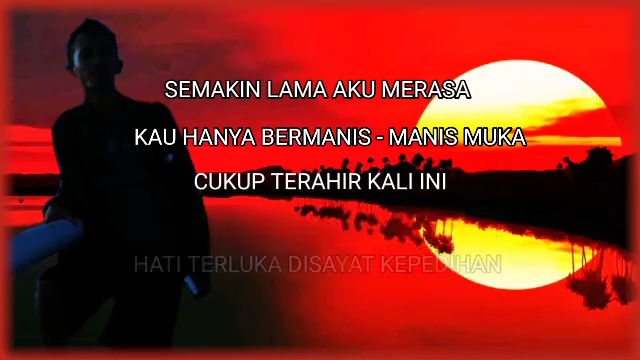 SEMAKIN LAMA AKU MERASA
KAU HANYA BERMANIS - MANIS MUKA
CUKUP TERAHIR KALI INI
HATI TERLUKA DISAYAT KEPEDIHAN